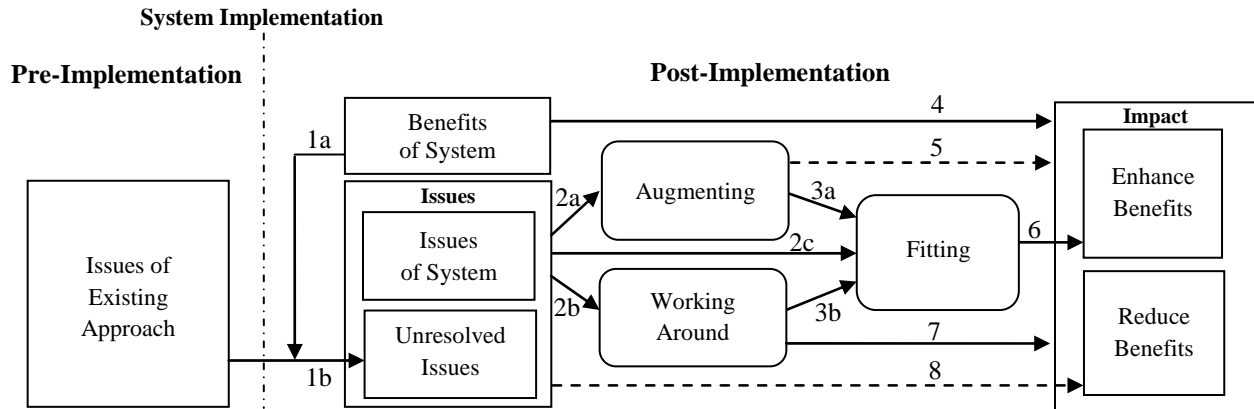 System Implementation
Pre-Implementation
Post-Implementation
Benefits
of System
1a
4
Impact
Enhance
Benefits
5
Augmenting
Issues
2a
3a
Issues of
Existing
Approach
Issues
of System
2c
Fitting
6
2b
Working
Around
3b
7
Reduce
Benefits
Unresolved
Issues
1b
8